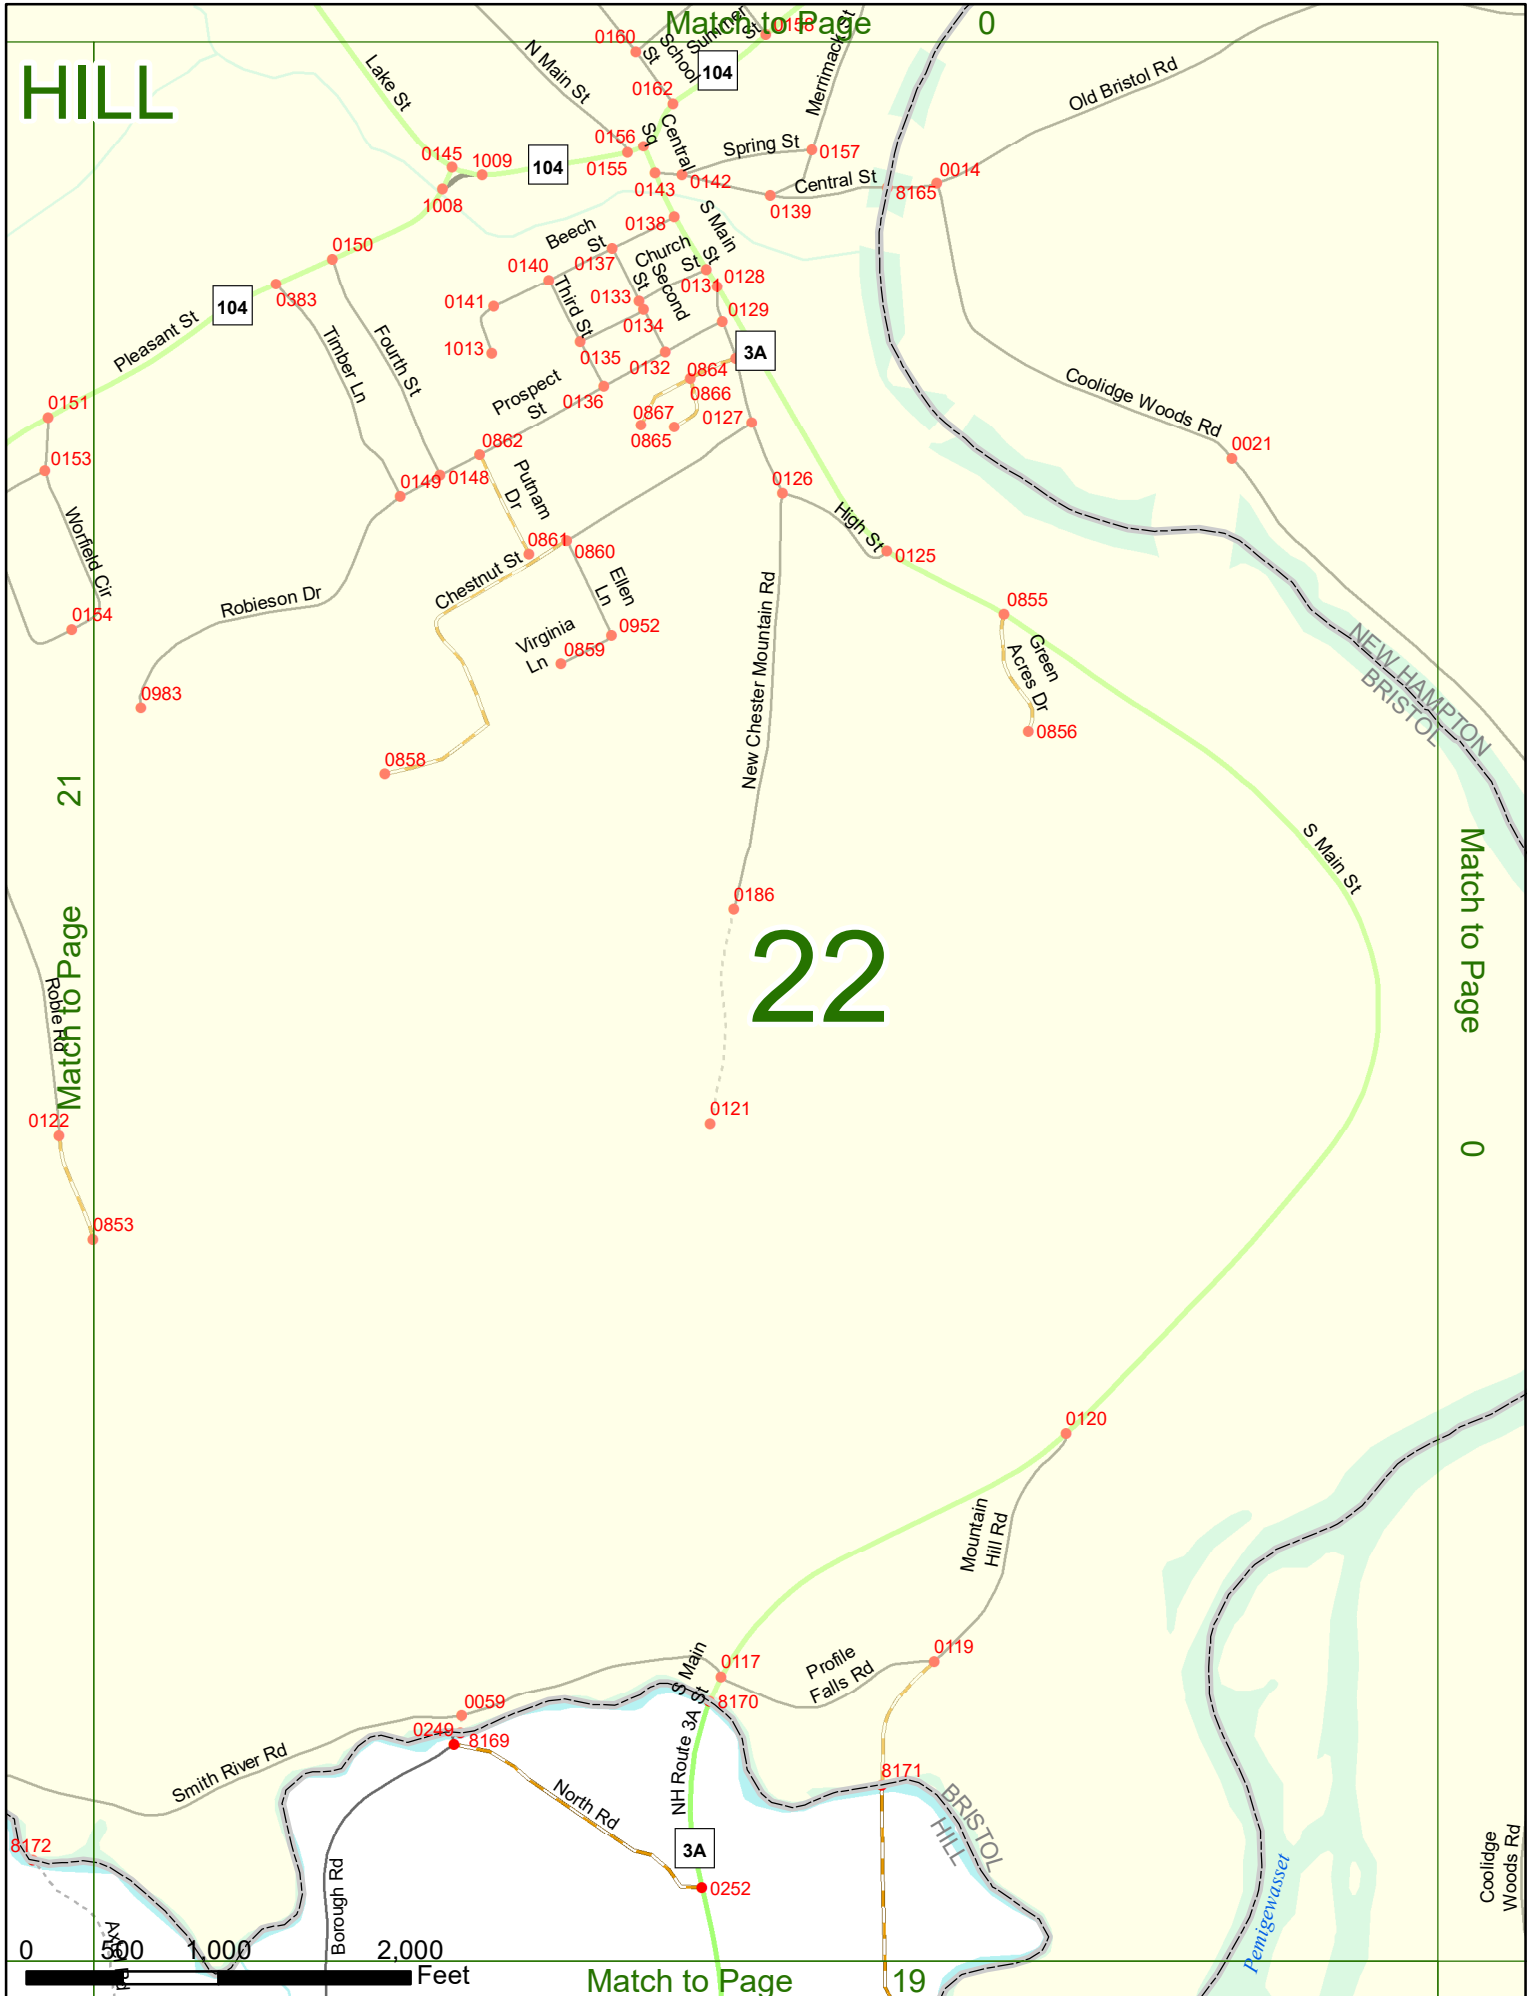 Match to Page 0
HILL
0160
School St
Summer St
0158
104
Merrimack St
N Main St
Lake St
0162
Old Bristol Rd
0156
Central Sq
Spring St
0157
0145
1009
104
0155
0143
0142
Central St
0139
8165
0014
1008
0138
S Main St
Beech St
0150
0137
Church St
0140
Second St
0131
0128
0383
104
0141
Third St
0133
0134
0129
Pleasant St
Timber Ln
Fourth St
1013
0135
0132
0864
3A
Prospect St
0136
0866
0867
0865
0127
Coolidge Woods Rd
0021
0151
0862
0153
0149
0148
Putnam Dr
0126
High St
0125
Worfield Cir
0861
0860
Chestnut St
Ellen Ln
New Chester Mountain Rd
Robieson Dr
0154
0855
Virginia Ln
0859
0952
Green Acres Dr
NEW HAMPTON
BRISTOL
0983
0856
0858
21
Match to Page
S Main St
Match to Page
0
0186
22
Robie Rd
0121
0122
0853
0120
Mountain Hill Rd
0119
S Main St
0117
Profile Falls Rd
8170
0059
0249
8169
NH Route 3A
Smith River Rd
8171
North Rd
BRISTOL
HILL
3A
8172
0252
Borough Rd
Pemigewasset
Coolidge Woods Rd
0 500 1,000 2,000
Feet
Match to Page 19